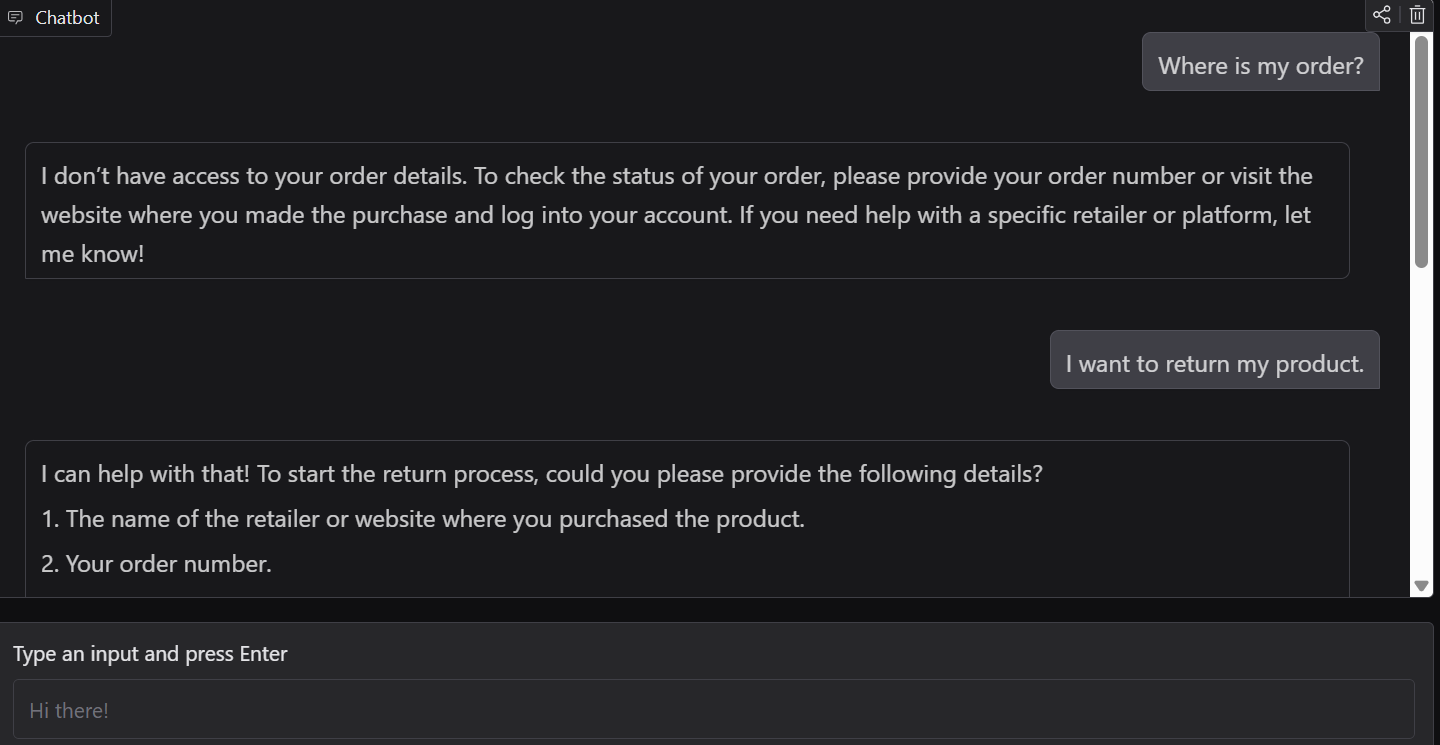 Chatbot
Where is my order?
I don’t have access to your order details. To check the status of your order, please provide your order number or visit the
website where you made the purchase and log into your account. If you need help with a specific retailer or platform, let
me know!
I want to return my product.
I can help with that! To start the return process, could you please provide the following details?
1. The name of the retailer or website where you purchased the product.
2. Your order number.
Type an input and press Enter
Hi there!